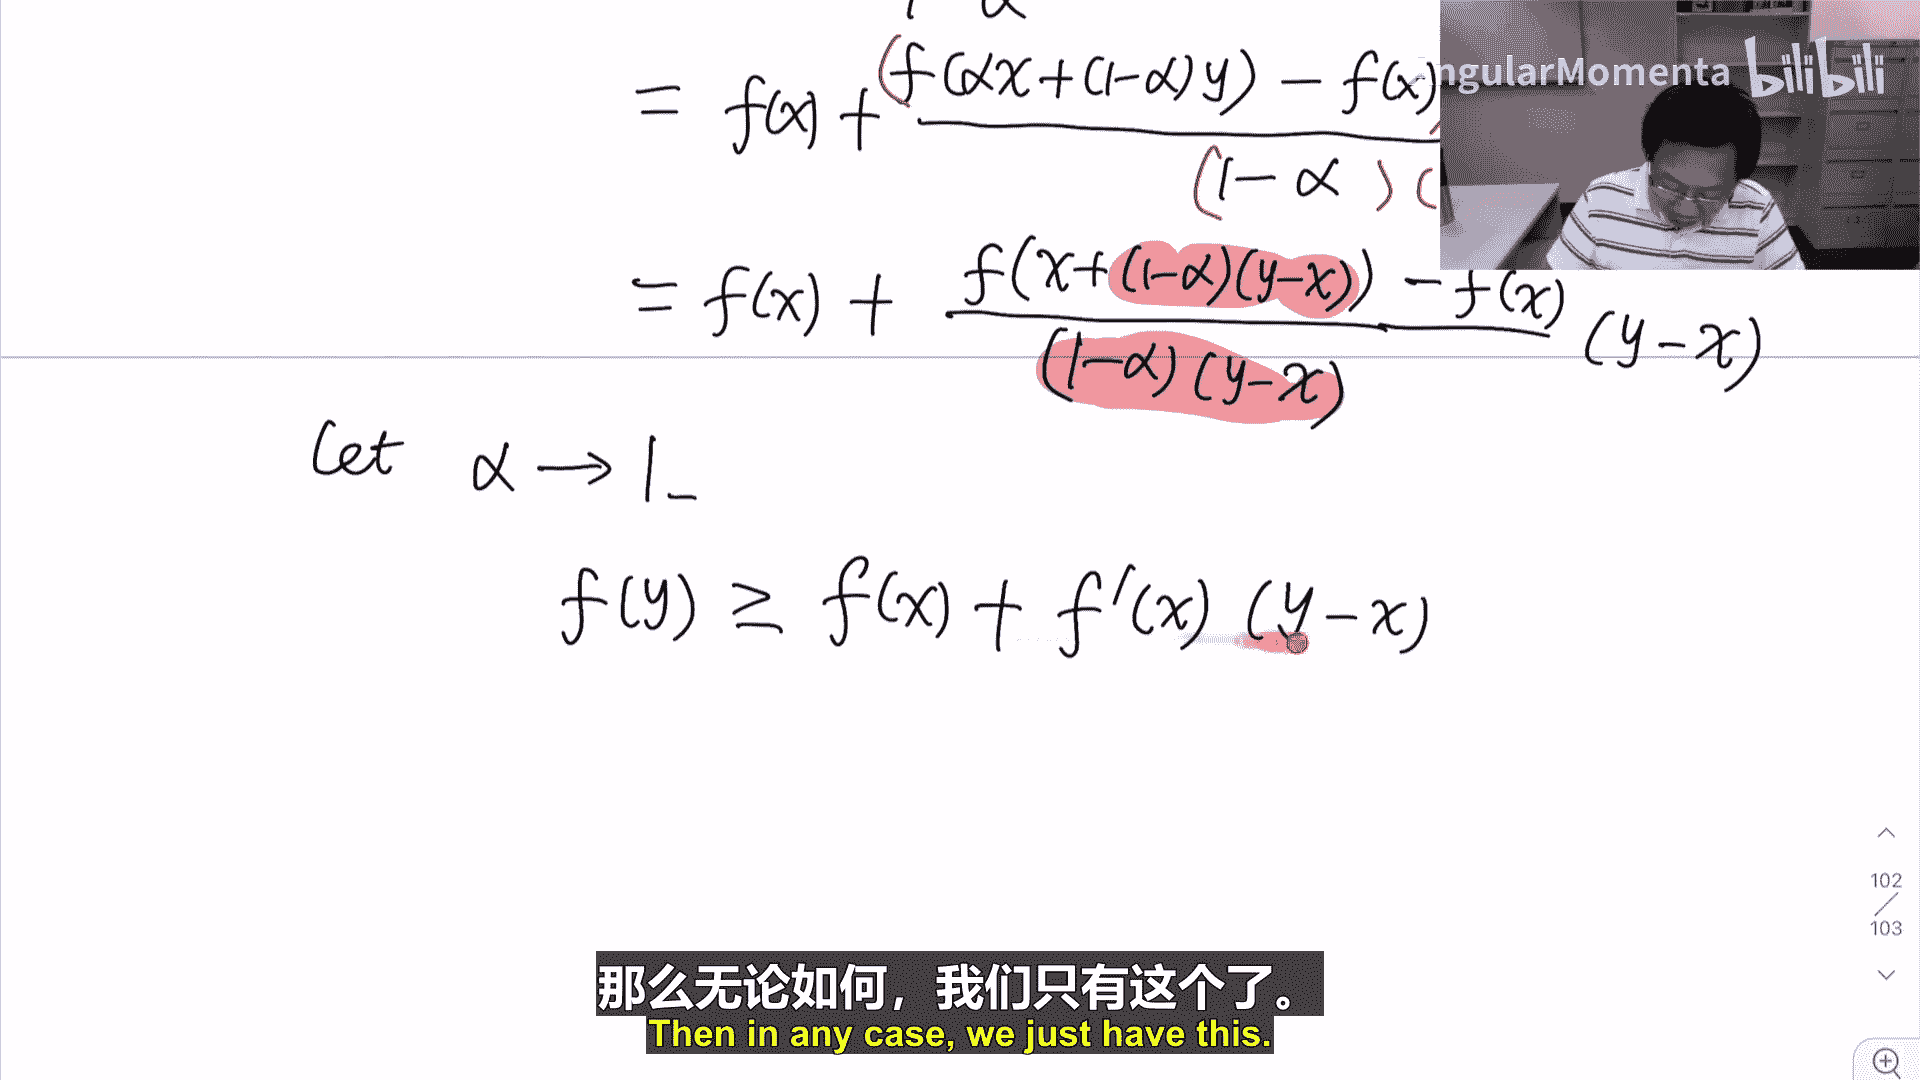 1-α
= f(x) + (f(αx+(1-α)y) - f(x)
(1-α)(
ngularMomenta bilibili
= f(x) + f(x+(1-α)(y-x)) - f(x) (y-x)
(1-α)(y-x)
Let α → 1_
f(y) ≥ f(x) + f'(x) (y-x)
102
/
103
那么无论如何，我们只有这个了。
Then in any case, we just have this.